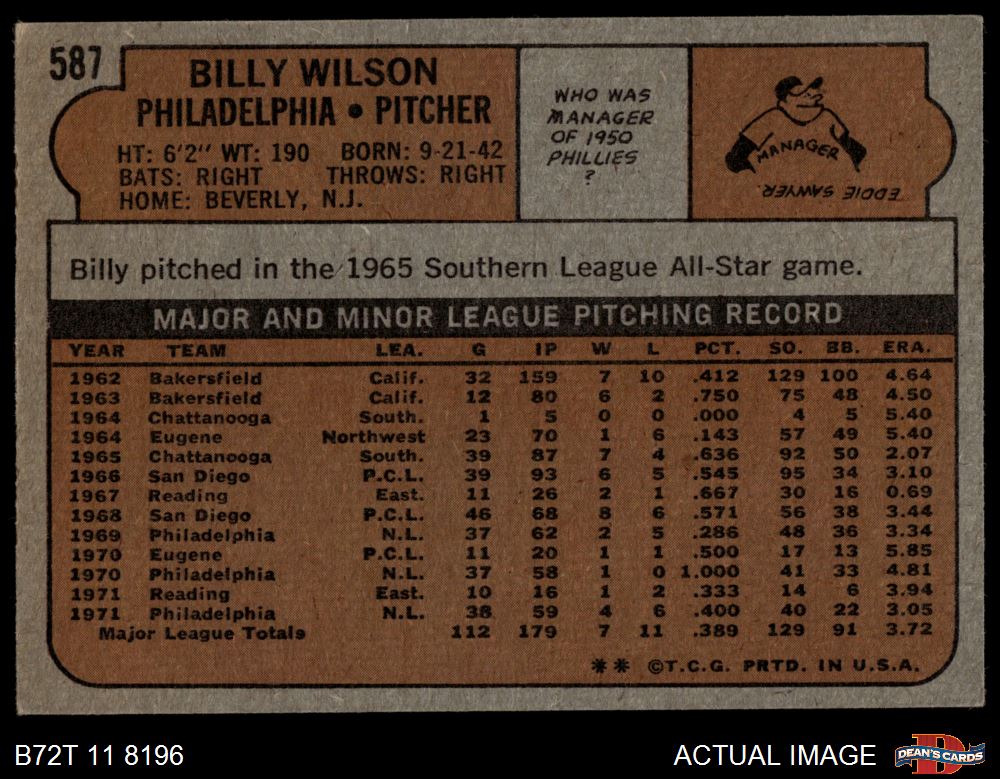 587
BILLY WILSON
PHILADELPHIA • PITCHER
HT: 6'2" WT: 190 BORN: 9-21-42
BATS: RIGHT THROWS: RIGHT
HOME: BEVERLY, N.J.
WHO WAS
MANAGER
OF 1950
PHILLIES
?
MANAGER
EDDIE SAWYER
Billy pitched in the 1965 Southern League All-Star game.
MAJOR AND MINOR LEAGUE PITCHING RECORD
YEAR TEAM LEA. G IP W L PCT. SO. BB. ERA.
1962 Bakersfield Calif. 32 159 7 10 .412 129 100 4.64
1963 Bakersfield Calif. 12 80 6 2 .750 75 48 4.50
1964 Chattanooga South. 1 5 0 0 .000 4 5 5.40
1964 Eugene Northwest 23 70 1 6 .143 57 49 5.40
1965 Chattanooga South. 39 87 7 4 .636 92 50 2.07
1966 San Diego P.C.L. 39 93 6 5 .545 95 34 3.10
1967 Reading East. 11 26 2 1 .667 30 16 0.69
1968 San Diego P.C.L. 46 68 8 6 .571 56 38 3.44
1969 Philadelphia N.L. 37 62 2 5 .286 48 36 3.34
1970 Eugene P.C.L. 11 20 1 1 .500 17 13 5.85
1970 Philadelphia N.L. 37 58 1 0 1.000 41 33 4.81
1971 Reading East. 10 16 1 2 .333 14 6 3.94
1971 Philadelphia N.L. 38 59 4 6 .400 40 22 3.05
Major League Totals 112 179 7 11 .389 129 91 3.72
** ©T.C.G. PRTD. IN U.S.A.
B72T 11 8196
ACTUAL IMAGE
DEAN'S CARDS